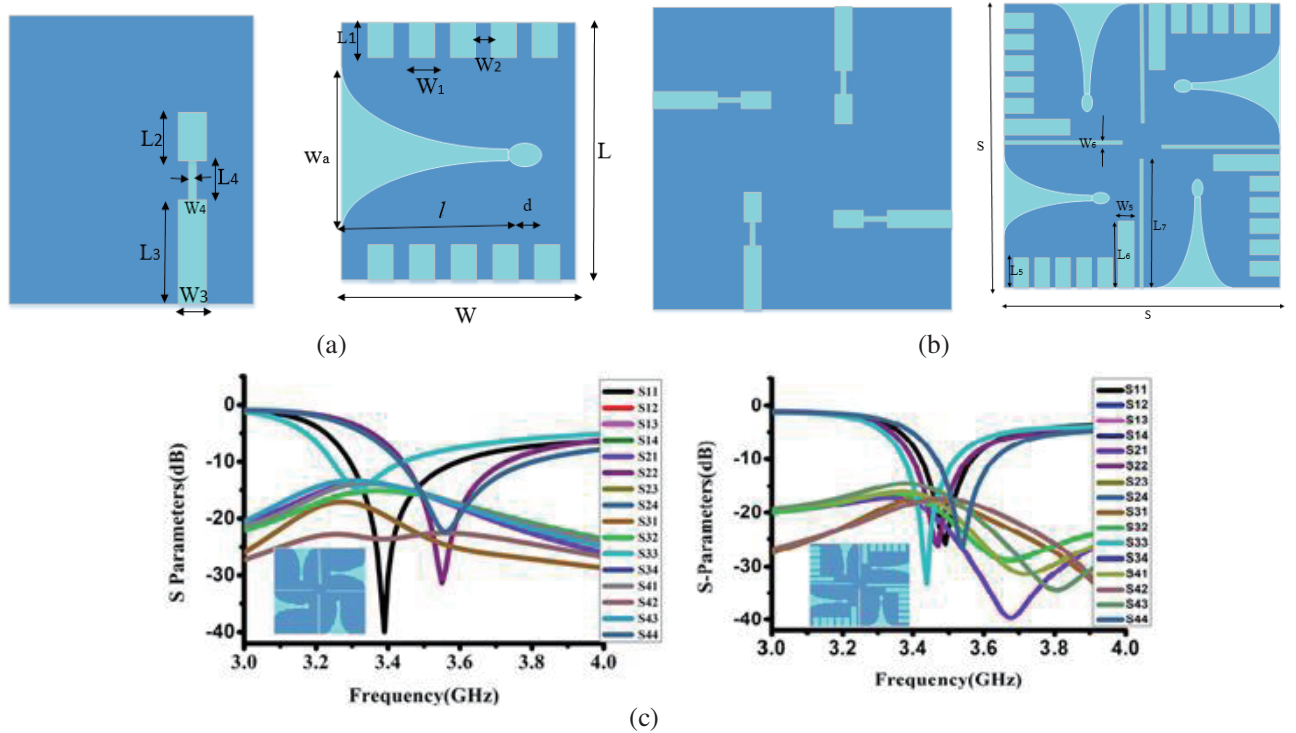 L2
L4
W4
L3
W3
L1
W1
W2
Wa
L
l
d
W
S
W6
W5
L7
L6
L5
S
(a)
(b)
S Parameters(dB)
0
-10
-20
-30
-40
3.0
3.2
3.4
3.6
3.8
4.0
Frequency(GHz)
S11
S12
S13
S14
S21
S22
S23
S24
S31
S32
S33
S34
S41
S42
S43
S44
S-Parameters(dB)
0
-10
-20
-30
-40
3.0
3.2
3.4
3.6
3.8
4.0
Frequency(GHz)
S11
S12
S13
S14
S21
S22
S23
S24
S31
S32
S33
S34
S41
S42
S43
S44
(c)